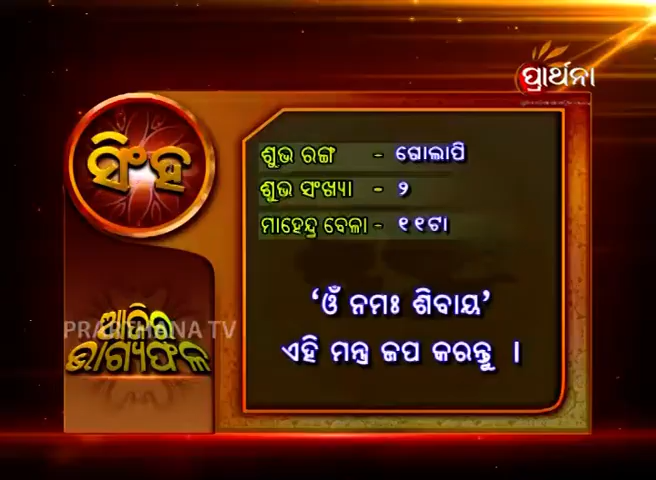 ପ୍ରାର୍ଥନା
ସିଂହ
ଶୁଭ ରଙ୍ଗ - ଗୋଲାପି
ଶୁଭ ସଂଖ୍ୟା - ୨
ମାହେନ୍ଦ୍ର ବେଳା - ୧୧ଟା
‘ଓଁ ନମଃ ଶିବାୟ’
ଏହି ମନ୍ତ୍ର ଜପ କରନ୍ତୁ ।
PRARTHANA TV
ଆଜିର
ଭାଗ୍ୟଫଳ